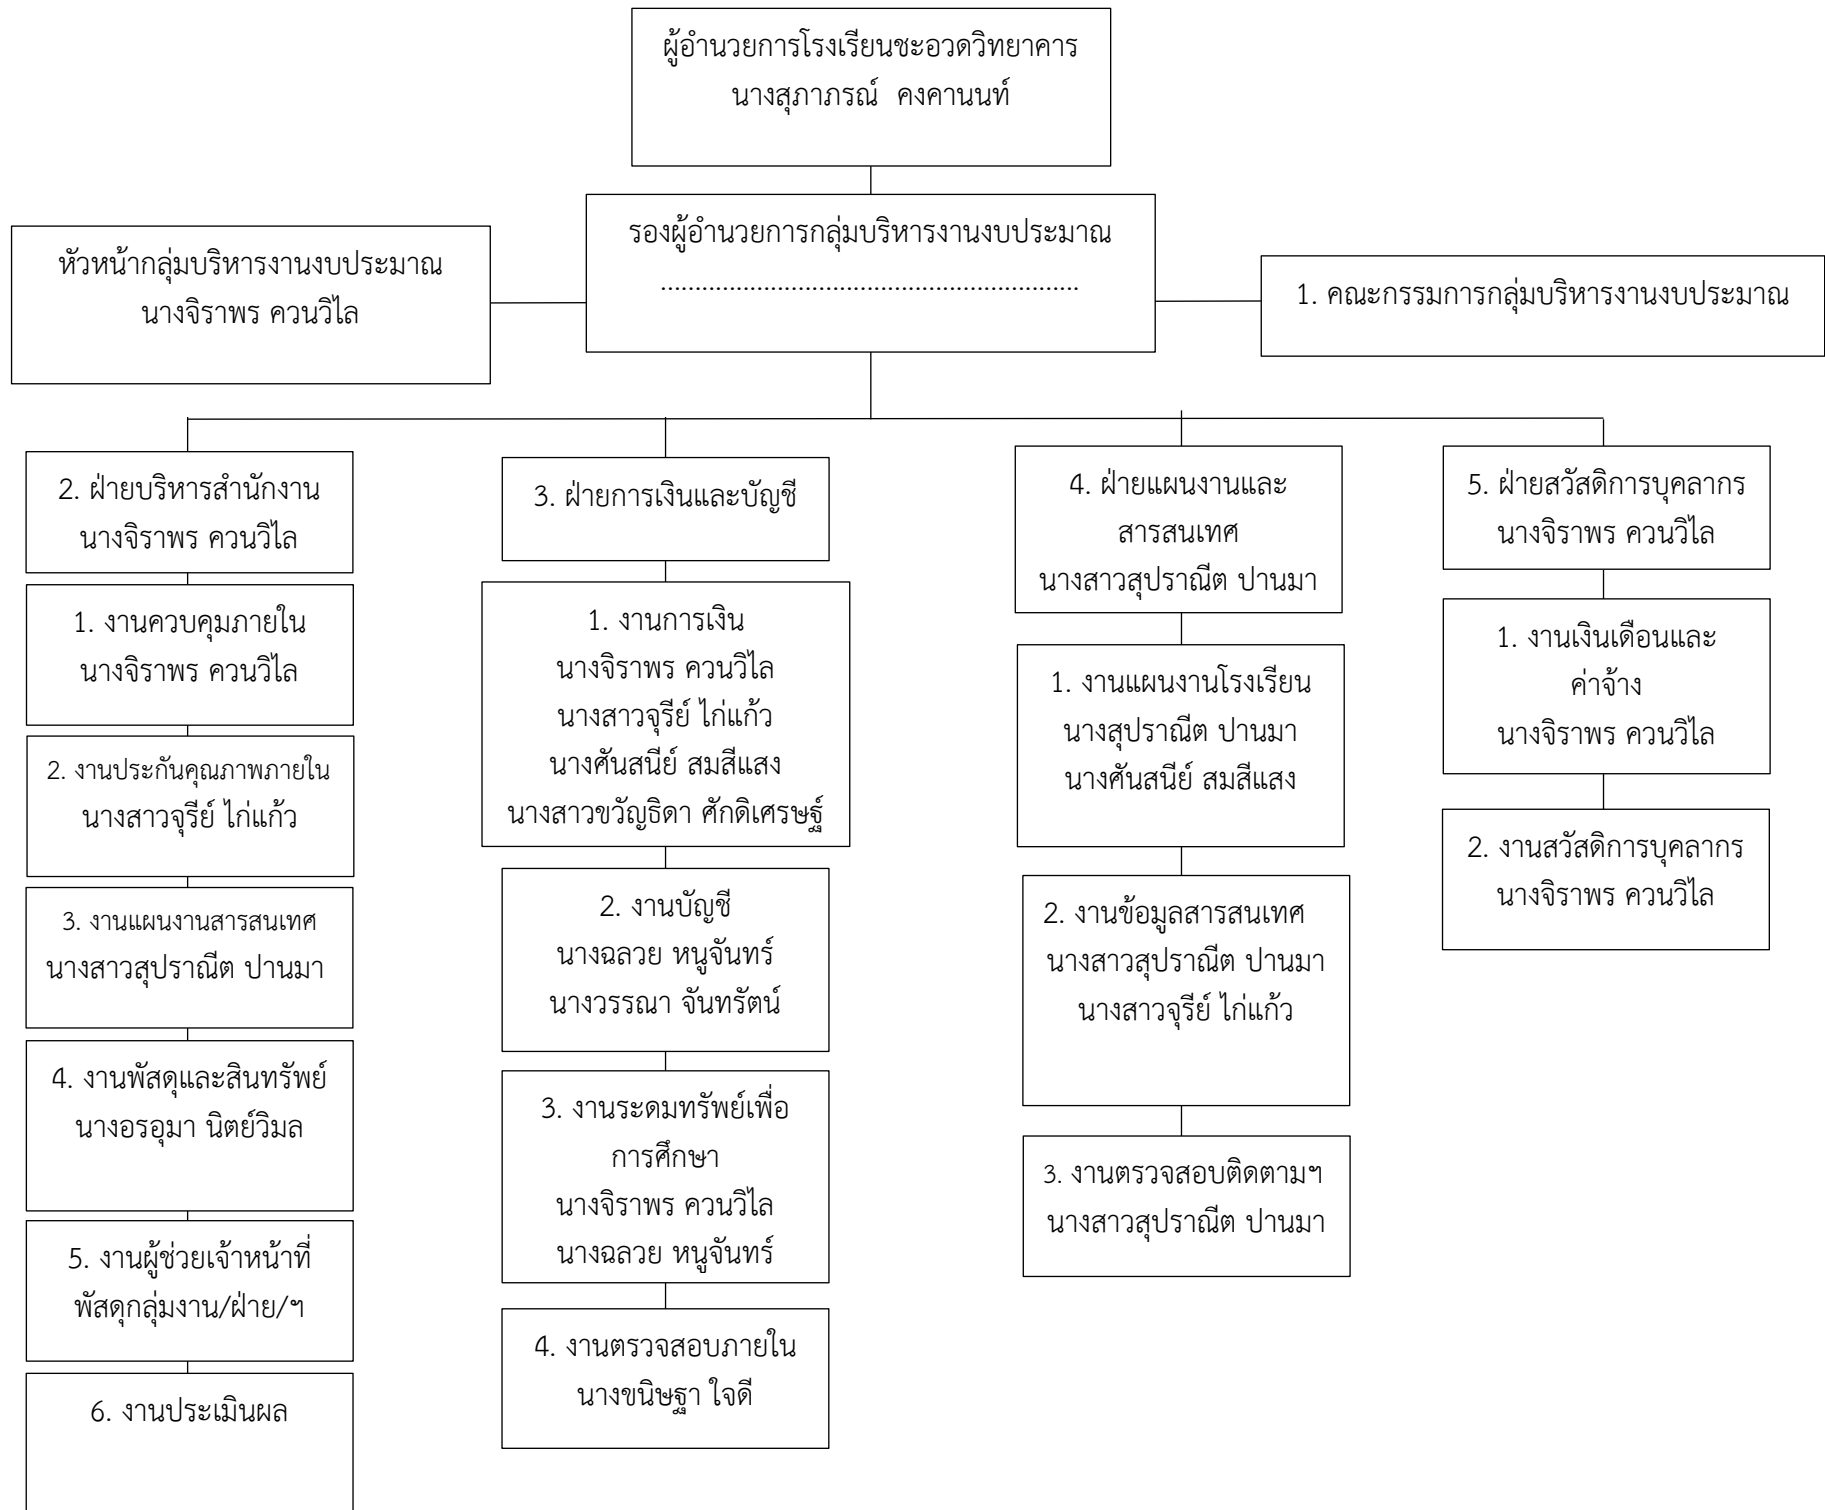 ผู้อำนวยการโรงเรียนชะอวดวิทยาคาร
นางสุภาภรณ์ คงคานนท์
รองผู้อำนวยการกลุ่มบริหารงานงบประมาณ
.............................................................
หัวหน้ากลุ่มบริหารงานงบประมาณ
นางจิราพร ควนวิไล
1. คณะกรรมการกลุ่มบริหารงานงบประมาณ
2. ฝ่ายบริหารสำนักงาน
นางจิราพร ควนวิไล
1. งานควบคุมภายใน
นางจิราพร ควนวิไล
2. งานประกันคุณภาพภายใน
นางสาวจุรีย์ ไก่แก้ว
3. งานแผนงานสารสนเทศ
นางสาวสุปราณีต ปานมา
4. งานพัสดุและสินทรัพย์
นางอรอุมา นิตย์วิมล
5. งานผู้ช่วยเจ้าหน้าที่
พัสดุกลุ่มงาน/ฝ่าย/ฯ
6. งานประเมินผล
3. ฝ่ายการเงินและบัญชี
1. งานการเงิน
นางจิราพร ควนวิไล
นางสาวจุรีย์ ไก่แก้ว
นางศันสนีย์ สมสีแสง
นางสาวขวัญธิดา ศักดิเศรษฐ์
2. งานบัญชี
นางฉลวย หนูจันทร์
นางวรรณา จันทรัตน์
3. งานระดมทรัพย์เพื่อ
การศึกษา
นางจิราพร ควนวิไล
นางฉลวย หนูจันทร์
4. งานตรวจสอบภายใน
นางขนิษฐา ใจดี
4. ฝ่ายแผนงานและ
สารสนเทศ
นางสาวสุปราณีต ปานมา
1. งานแผนงานโรงเรียน
นางสุปราณีต ปานมา
นางศันสนีย์ สมสีแสง
2. งานข้อมูลสารสนเทศ
นางสาวสุปราณีต ปานมา
นางสาวจุรีย์ ไก่แก้ว
3. งานตรวจสอบติดตามฯ
นางสาวสุปราณีต ปานมา
5. ฝ่ายสวัสดิการบุคลากร
นางจิราพร ควนวิไล
1. งานเงินเดือนและ
ค่าจ้าง
นางจิราพร ควนวิไล
2. งานสวัสดิการบุคลากร
นางจิราพร ควนวิไล